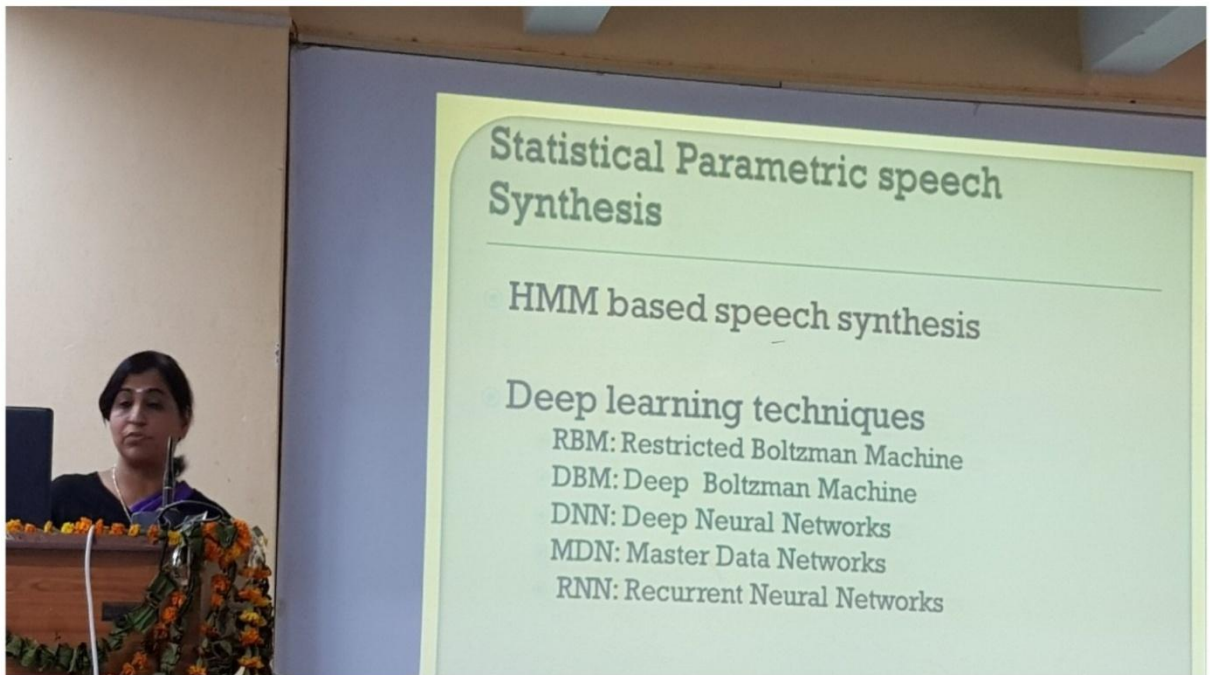 Statistical Parametric speech
Synthesis
HMM based speech synthesis
Deep learning techniques
RBM: Restricted Boltzman Machine
DBM: Deep Boltzman Machine
DNN: Deep Neural Networks
MDN: Master Data Networks
RNN: Recurrent Neural Networks